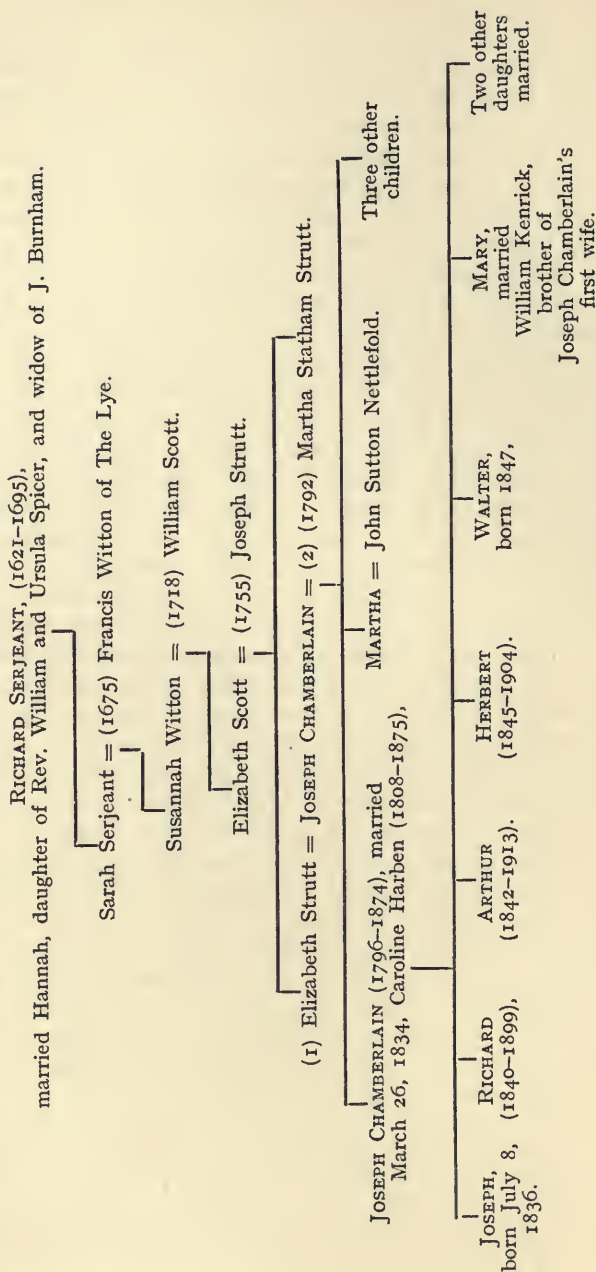 RICHARD SERJEANT, (1621–1695),
married Hannah, daughter of Rev. William and Ursula Spicer, and widow of J. Burnham.
Sarah Serjeant = (1675) Francis Witton of The Lye.
Susannah Witton = (1718) William Scott.
Elizabeth Scott = (1755) Joseph Strutt.
(1) Elizabeth Strutt = JOSEPH CHAMBERLAIN = (2) (1792) Martha Statham Strutt.
JOSEPH CHAMBERLAIN (1796–1874), married
March 26, 1834, Caroline Harben (1808–1875),
MARTHA = John Sutton Nettlefold.
Three other
children.
JOSEPH,
born July 8,
1836.
RICHARD
(1840–1899),
ARTHUR
(1842–1913).
HERBERT
(1845–1904).
WALTER,
born 1847,
MARY,
married
William Kenrick,
brother of
Joseph Chamberlain's
first wife.
Two other
daughters
married.